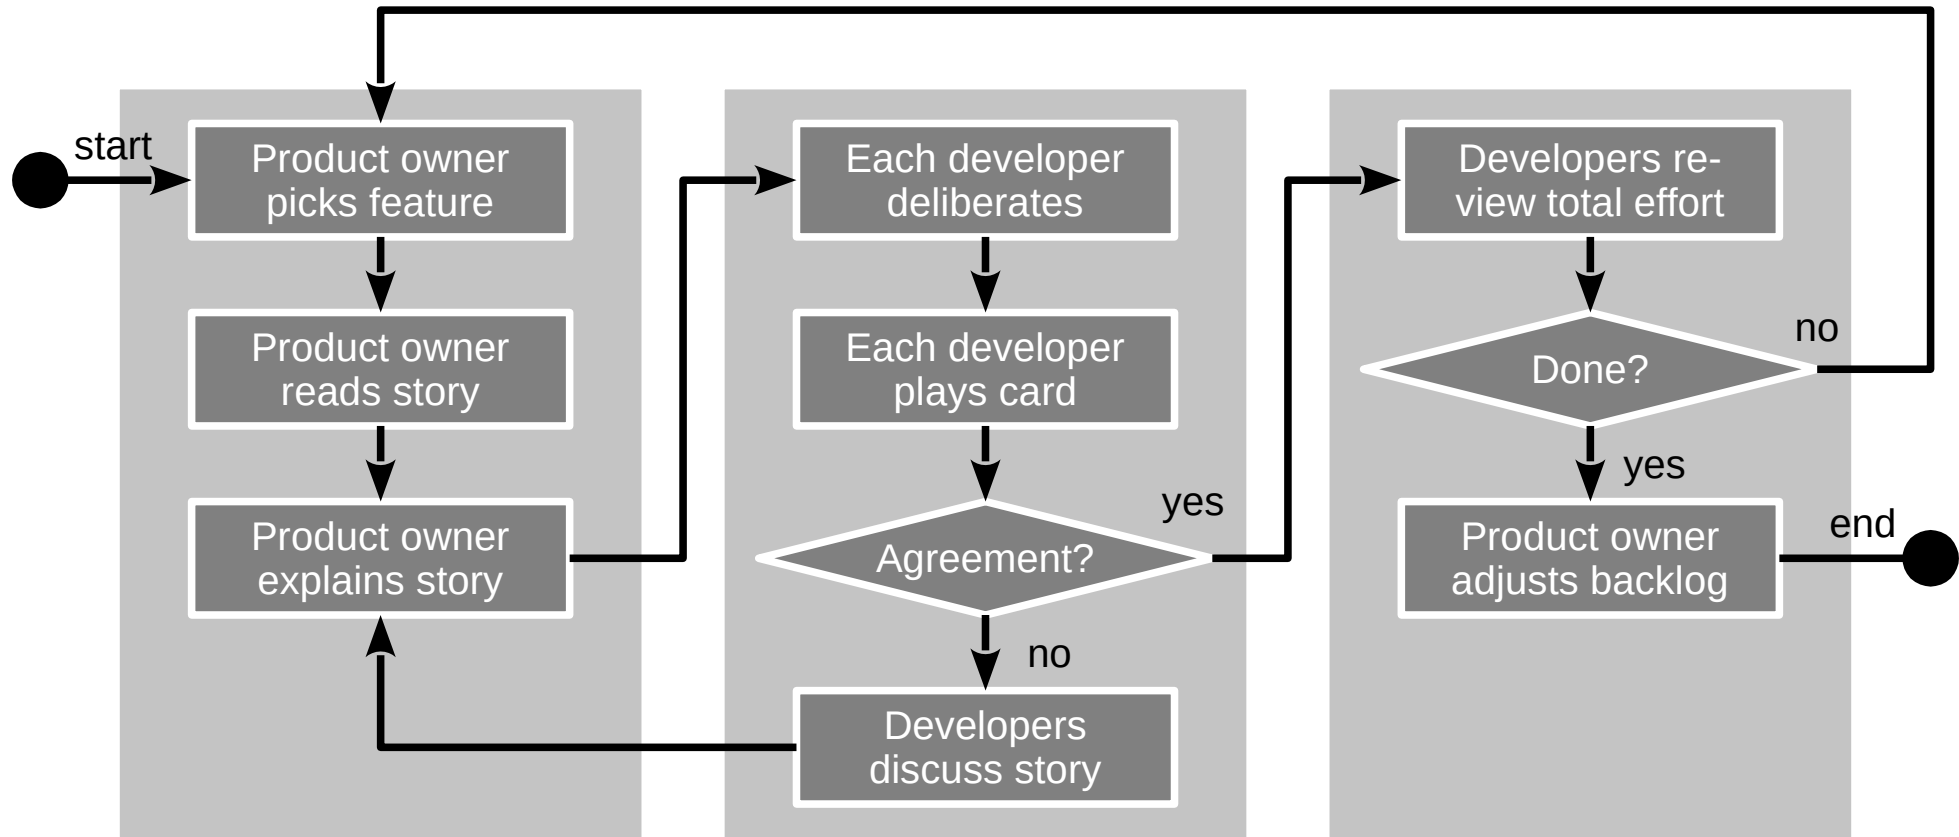 start
Product owner
picks feature
Product owner
reads story
Product owner
explains story
Each developer
deliberates
Each developer
plays card
Agreement?
yes
no
Developers
discuss story
Developers re-
view total effort
Done?
no
yes
Product owner
adjusts backlog
end